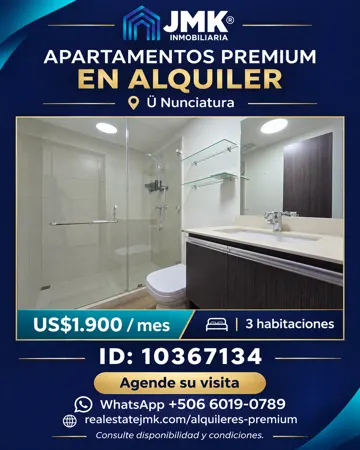 JMK®
INMOBILIARIA
APARTAMENTOS PREMIUM
EN ALQUILER
Ü Nunciatura
US$1.900 / mes
3 habitaciones
ID: 10367134
Agende su visita
WhatsApp +506 6019-0789
realestatejmk.com/alquileres-premium
Consulte disponibilidad y condiciones.